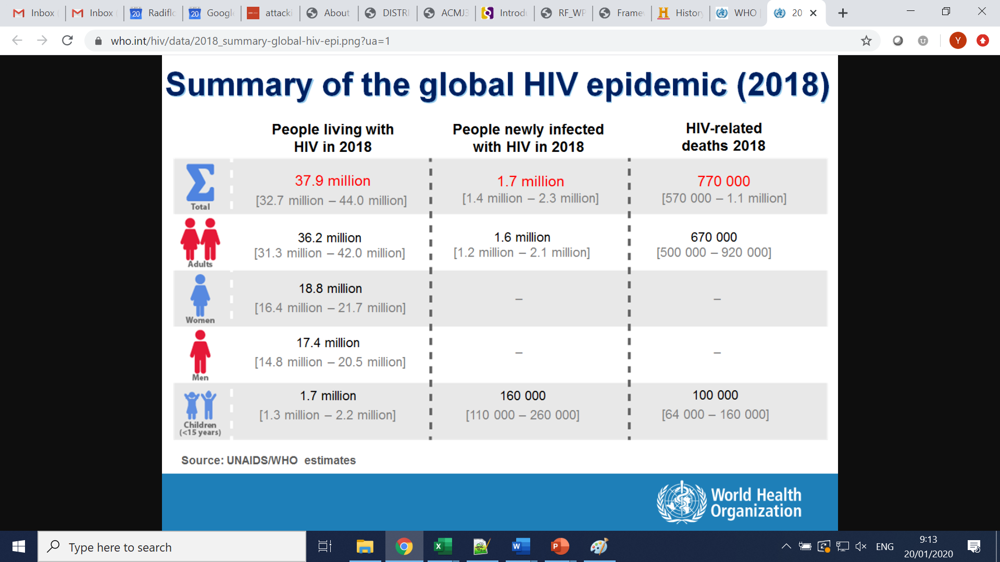 Inbox
Inbox
Radiflo
Google
attacki
About
DISTRI
ACMJ3
Introdu
RF_WP
Framew
History
WHO
20
who.int/hiv/data/2018_summary-global-hiv-epi.png?ua=1
Y
Summary of the global HIV epidemic (2018)
People living with
HIV in 2018
People newly infected
with HIV in 2018
HIV-related
deaths 2018
Total
37.9 million
[32.7 million – 44.0 million]
1.7 million
[1.4 million – 2.3 million]
770 000
[570 000 – 1.1 million]
Adults
36.2 million
[31.3 million – 42.0 million]
1.6 million
[1.2 million – 2.1 million]
670 000
[500 000 – 920 000]
Women
18.8 million
[16.4 million – 21.7 million]
–
–
Men
17.4 million
[14.8 million – 20.5 million]
–
–
Children
(<15 years)
1.7 million
[1.3 million – 2.2 million]
160 000
[110 000 – 260 000]
100 000
[64 000 – 160 000]
Source: UNAIDS/WHO estimates
World Health
Organization
Type here to search
ENG
9:13
20/01/2020